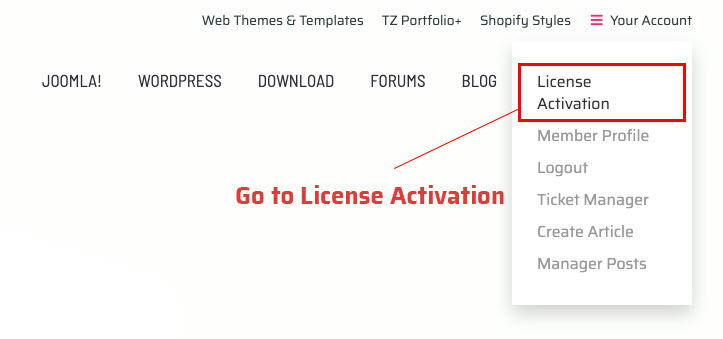 Web Themes & Templates TZ Portfolio+ Shopify Styles Your Account
JOOMLA! WORDPRESS DOWNLOAD FORUMS BLOG
License
Activation
Member Profile
Logout
Go to License Activation
Ticket Manager
Create Article
Manager Posts